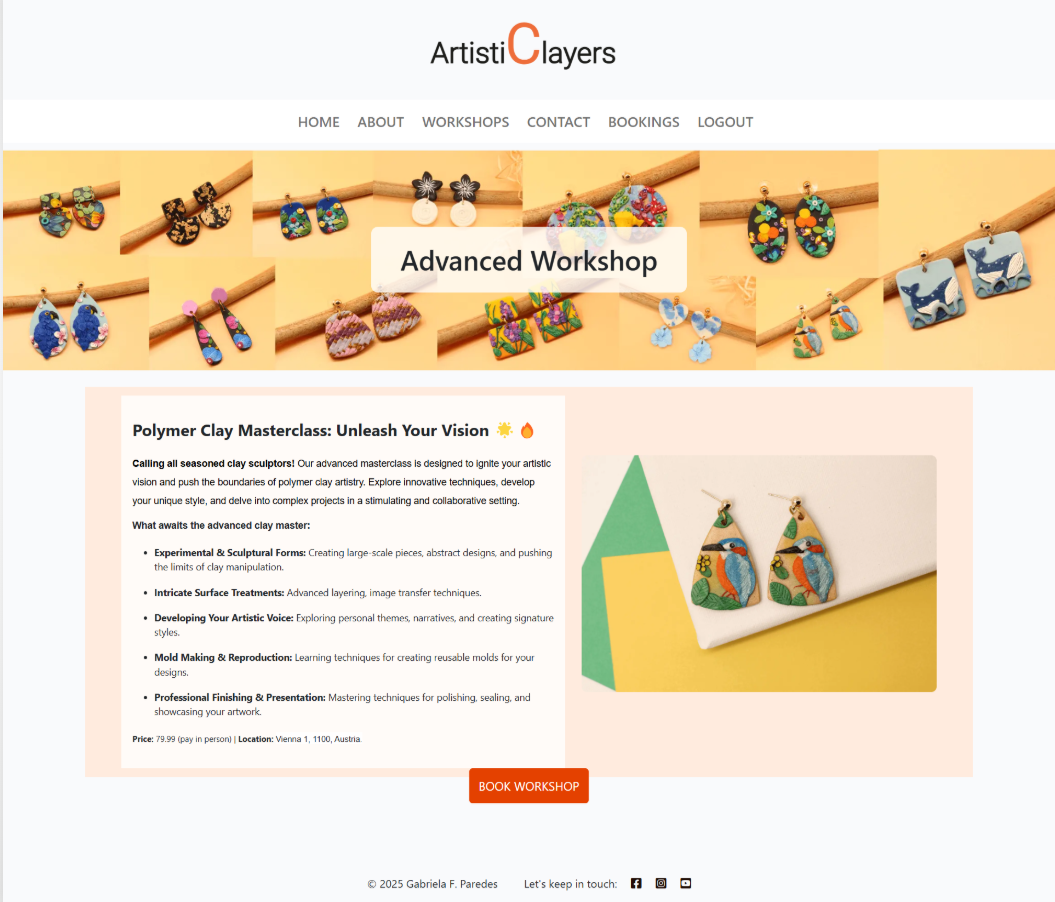 ArtistiClayers
HOME ABOUT WORKSHOPS CONTACT BOOKINGS LOGOUT
Advanced Workshop
Polymer Clay Masterclass: Unleash Your Vision 🌟 🔥
Calling all seasoned clay sculptors! Our advanced masterclass is designed to ignite your artistic
vision and push the boundaries of polymer clay artistry. Explore innovative techniques, develop
your unique style, and delve into complex projects in a stimulating and collaborative setting.
What awaits the advanced clay master:
• Experimental & Sculptural Forms: Creating large-scale pieces, abstract designs, and pushing
the limits of clay manipulation.
• Intricate Surface Treatments: Advanced layering, image transfer techniques.
• Developing Your Artistic Voice: Exploring personal themes, narratives, and creating signature
styles.
• Mold Making & Reproduction: Learning techniques for creating reusable molds for your
designs.
• Professional Finishing & Presentation: Mastering techniques for polishing, sealing, and
showcasing your artwork.
Price: 79.99 (pay in person) | Location: Vienna 1, 1100, Austria.
BOOK WORKSHOP
© 2025 Gabriela F. Paredes Let's keep in touch: